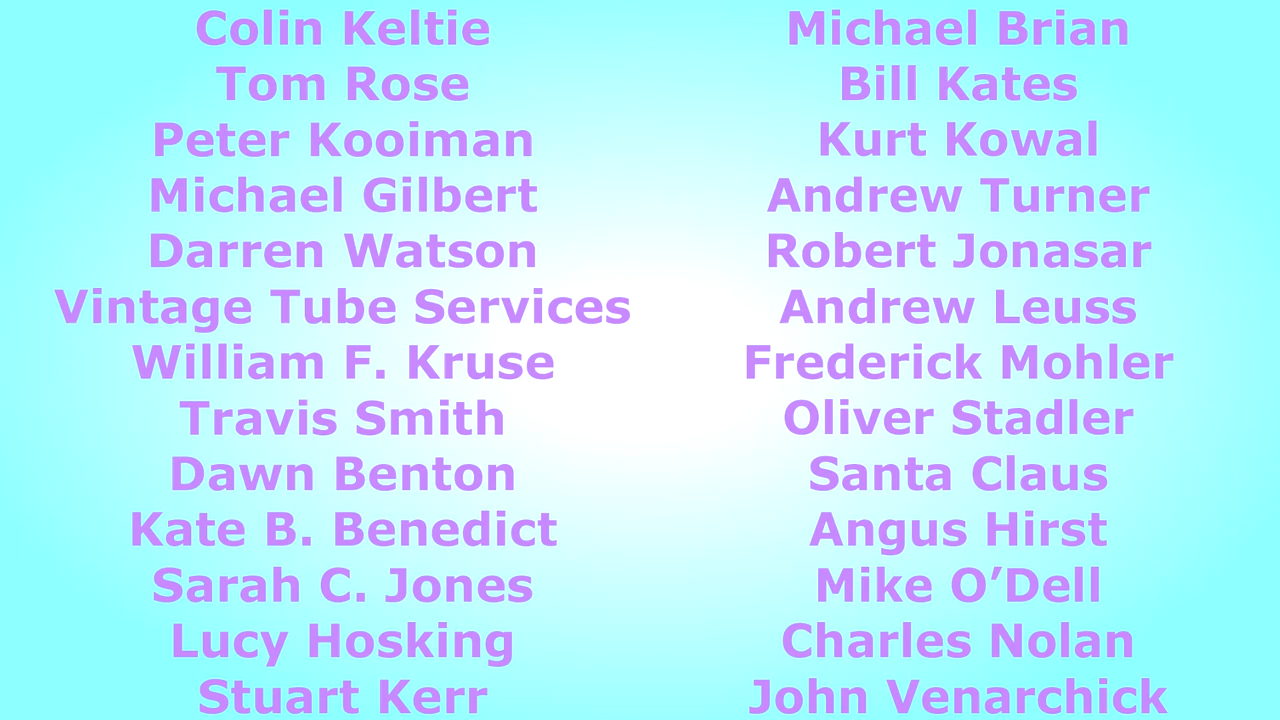 Colin Keltie
Tom Rose
Peter Kooiman
Michael Gilbert
Darren Watson
Vintage Tube Services
William F. Kruse
Travis Smith
Dawn Benton
Kate B. Benedict
Sarah C. Jones
Lucy Hosking
Stuart Kerr
Michael Brian
Bill Kates
Kurt Kowal
Andrew Turner
Robert Jonasar
Andrew Leuss
Frederick Mohler
Oliver Stadler
Santa Claus
Angus Hirst
Mike O’Dell
Charles Nolan
John Venarchick